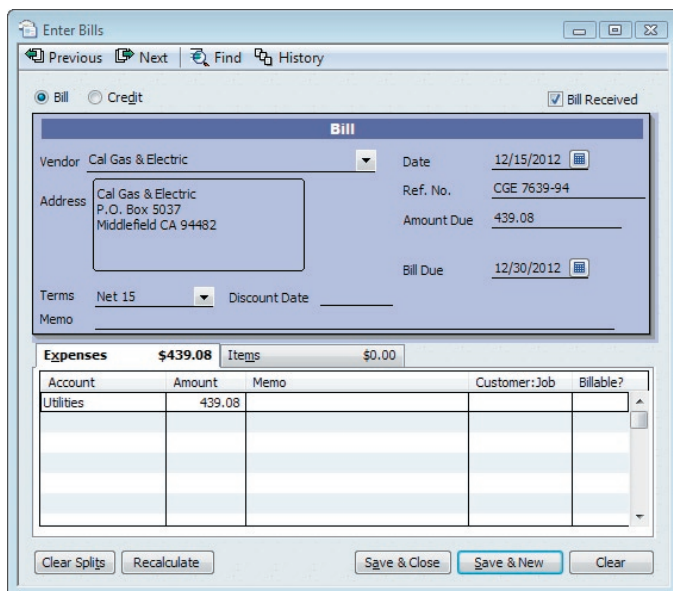 Enter Bills
Previous Next Find History
Bill Credit Bill Received
Bill
Vendor Cal Gas & Electric Date 12/15/2012
Address Cal Gas & Electric Ref. No. CGE 7639-94
P.O. Box 5037
Middlefield CA 94482 Amount Due 439.08
Bill Due 12/30/2012
Terms Net 15 Discount Date
Memo
Expenses $439.08 Items $0.00
Account Amount Memo Customer:Job Billable?
Utilities 439.08
Clear Splits Recalculate Save & Close Save & New Clear